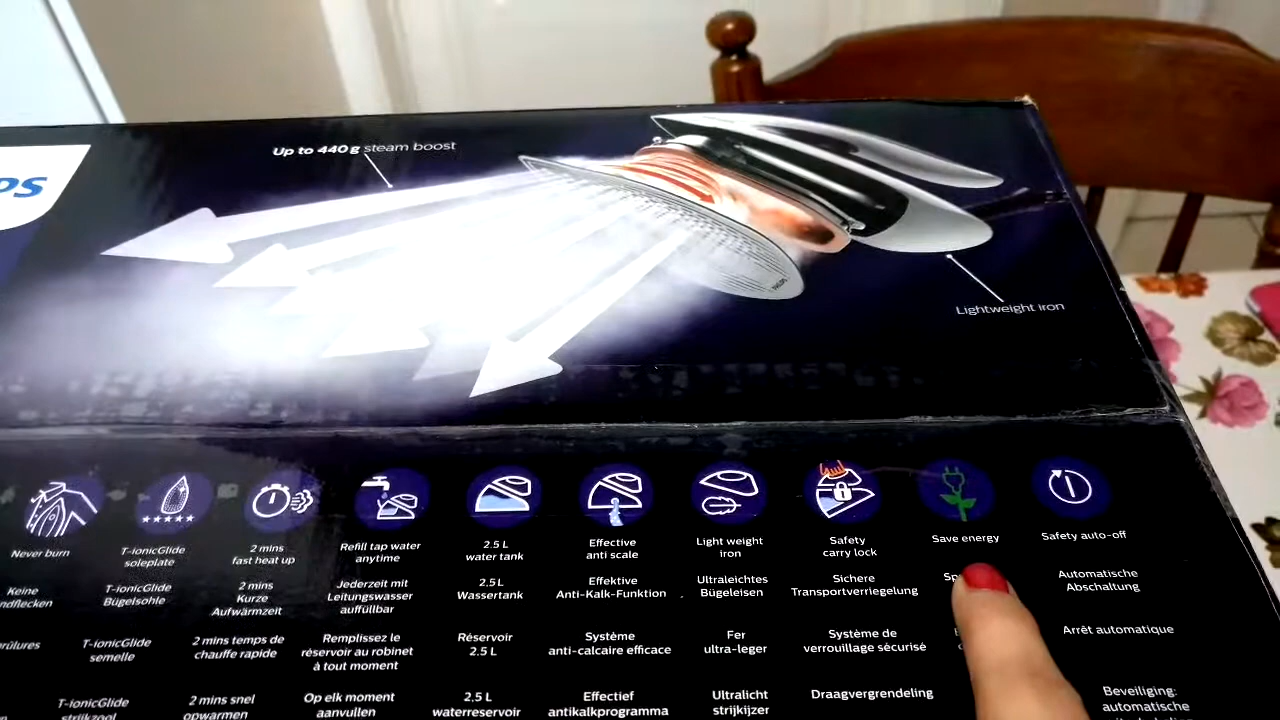 Up to 440g steam boost
Lightweight iron
Never burn
T-ionicGlide
soleplate
2 mins
fast heat up
Refill tap water
anytime
2.5 L
water tank
Effective
anti scale
Light weight
iron
Safety
carry lock
Save energy
Safety auto-off
Keine
T-ionicGlide
Bügelsohle
2 mins
Kurze
Aufwärmzeit
Jederzeit mit
Leitungswasser
auffüllbar
2,5 L
Wassertank
Effektive
Anti-Kalk-Funktion
Ultraleichtes
Bügeleisen
Sichere
Transportverriegelung
Automatische
Abschaltung
T-ionicGlide
semelle
2 mins temps de
chauffe rapide
Remplissez le
réservoir au robinet
à tout moment
Réservoir
2.5 L
Système
anti-calcaire efficace
Fer
ultra-leger
Système de
verrouillage sécurisé
Arrêt automatique
T-ionicGlide
strijkzool
2 mins snel
opwarmen
Op elk moment
aanvullen
2,5 L
waterreservoir
Effectief
antikalkprogramma
Ultralicht
strijkijzer
Draagvergrendeling
Beveiliging:
automatische